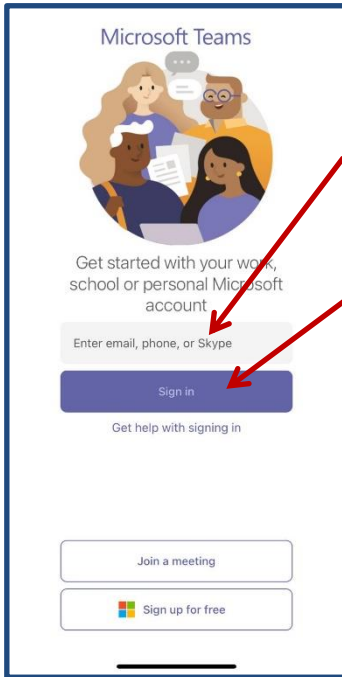 Microsoft Teams
Get started with your work,
school or personal Microsoft
account
Enter email, phone, or Skype
Sign in
Get help with signing in
Join a meeting
Sign up for free